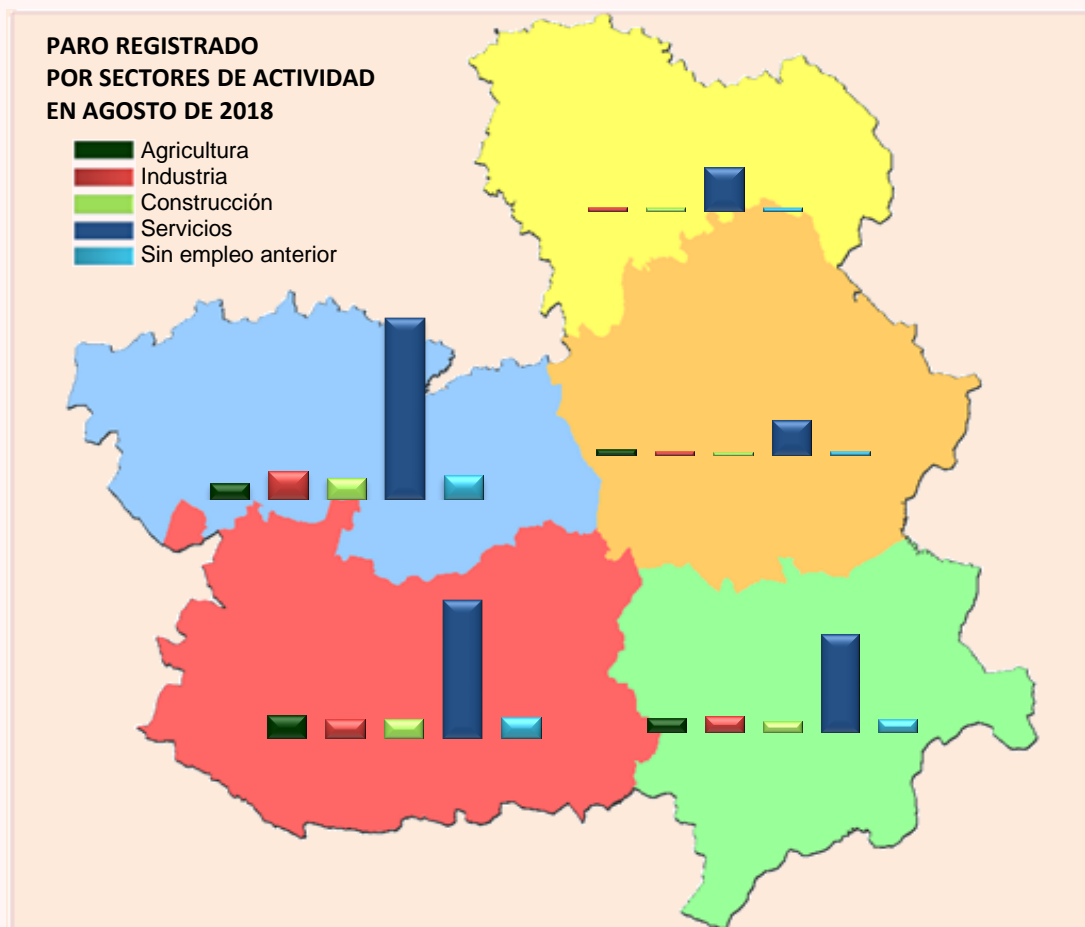 PARO REGISTRADO
POR SECTORES DE ACTIVIDAD
EN AGOSTO DE 2018
Agricultura
Industria
Construcción
Servicios
Sin empleo anterior